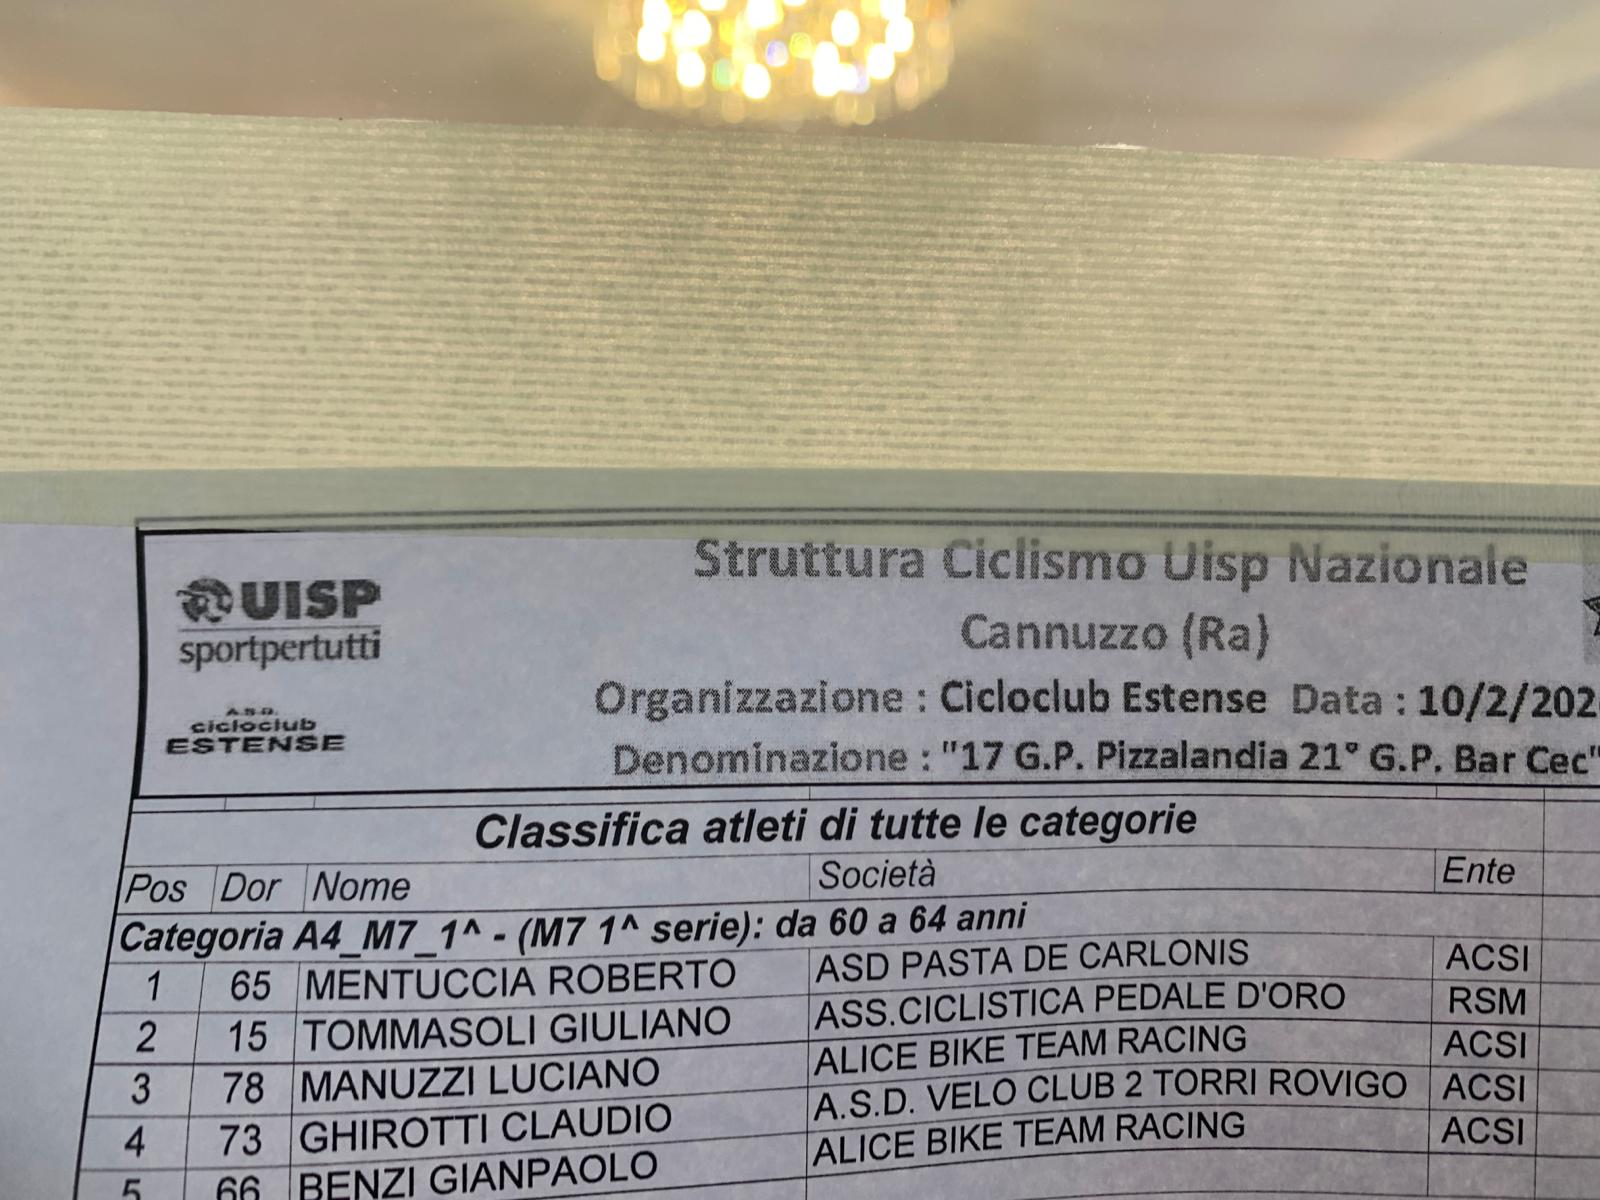 UISP
sportpertutti
A.S.D.
cicloclub
ESTENSE
Struttura Ciclismo Uisp Nazionale
Cannuzzo (Ra)
Organizzazione : Cicloclub Estense Data : 10/2/202
Denominazione : "17 G.P. Pizzalandia 21° G.P. Bar Cec"
Classifica atleti di tutte le categorie
Pos Dor Nome Società Ente
Categoria A4_M7_1^ - (M7 1^ serie): da 60 a 64 anni
1 65 MENTUCCIA ROBERTO ASD PASTA DE CARLONIS ACSI
2 15 TOMMASOLI GIULIANO ASS.CICLISTICA PEDALE D'ORO RSM
3 78 MANUZZI LUCIANO ALICE BIKE TEAM RACING ACSI
4 73 GHIROTTI CLAUDIO A.S.D. VELO CLUB 2 TORRI ROVIGO ACSI
5 66 BENZI GIANPAOLO ALICE BIKE TEAM RACING ACSI